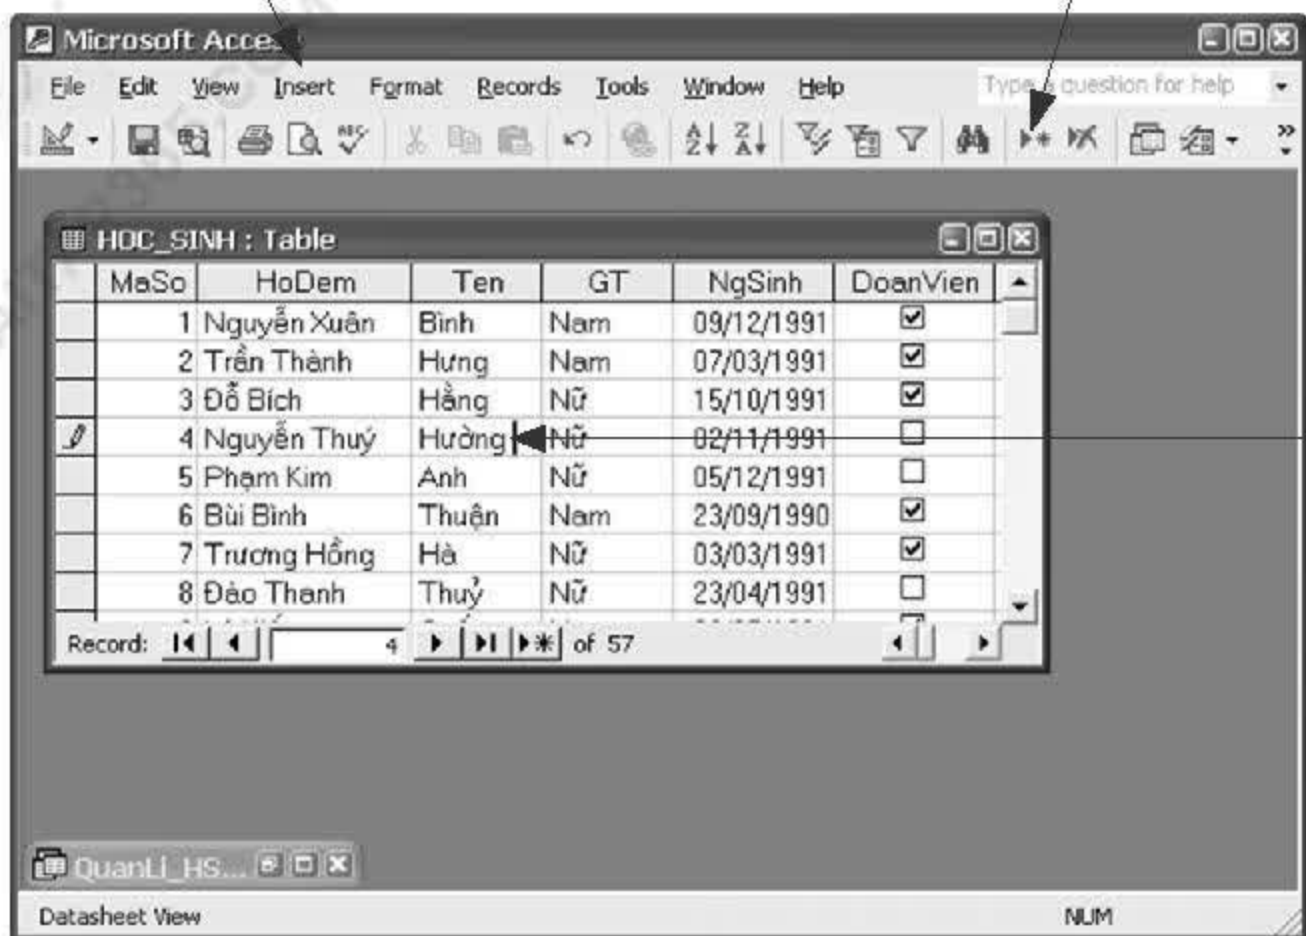 Microsoft Acce
File Edit View Insert Format Records Tools Window Help Type a question for help
HOC_SINH : Table
MaSo HoDem Ten GT NgSinh DoanVien
1 Nguyễn Xuân Bình Nam 09/12/1991
2 Trần Thành Hưng Nam 07/03/1991
3 Đỗ Bích Hằng Nữ 15/10/1991
4 Nguyễn Thuý Hường Nữ 02/11/1991
5 Phạm Kim Anh Nữ 05/12/1991
6 Bùi Bình Thuận Nam 23/09/1990
7 Trương Hồng Hà Nữ 03/03/1991
8 Đào Thanh Thuỷ Nữ 23/04/1991
Record: 4 of 57
QuanLi_HS...
Datasheet View NUM